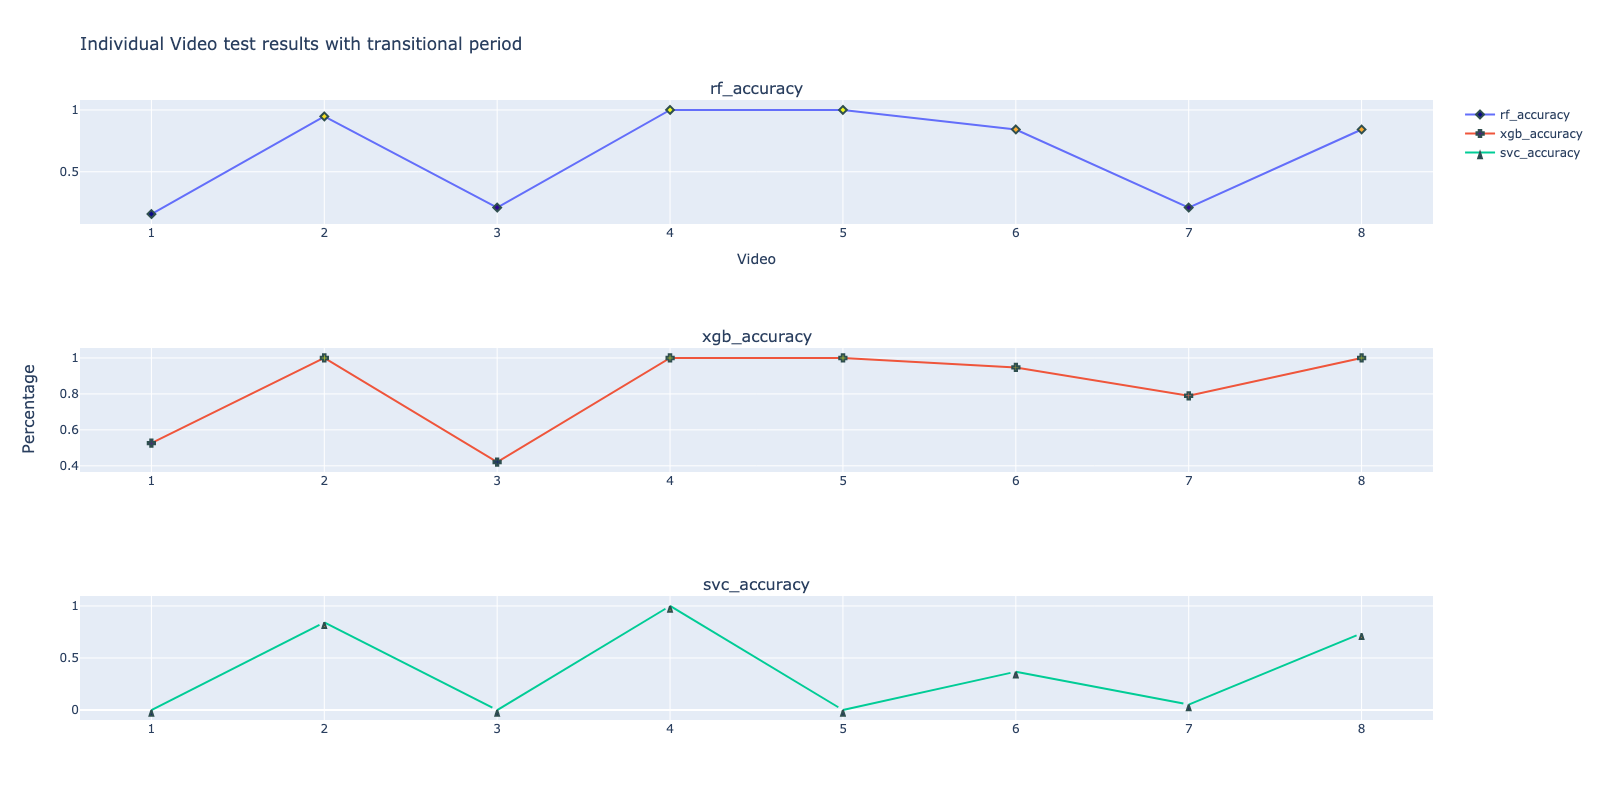 Individual Video test results with transitional period
rf_accuracy
1
0.5
1 2 3 4 5 6 7 8
Video
rf_accuracy
xgb_accuracy
svc_accuracy
xgb_accuracy
Percentage
1
0.8
0.6
0.4
1 2 3 4 5 6 7 8
svc_accuracy
1
0.5
0
1 2 3 4 5 6 7 8